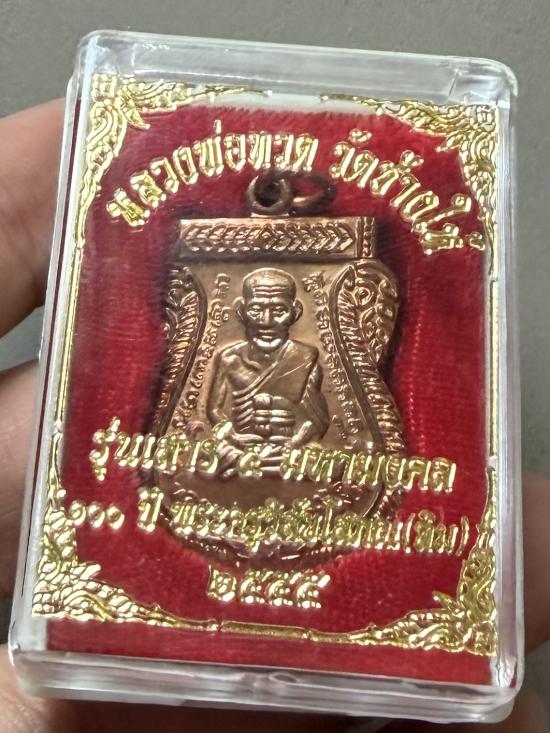 หลวงพ่อทวด วัดช้างให้
รุ่นเสาร์ ๕ มหามงคล
๑๐๐ ปี พระครูวิสัยโสภณ(ทิม)
๒๕๕๕